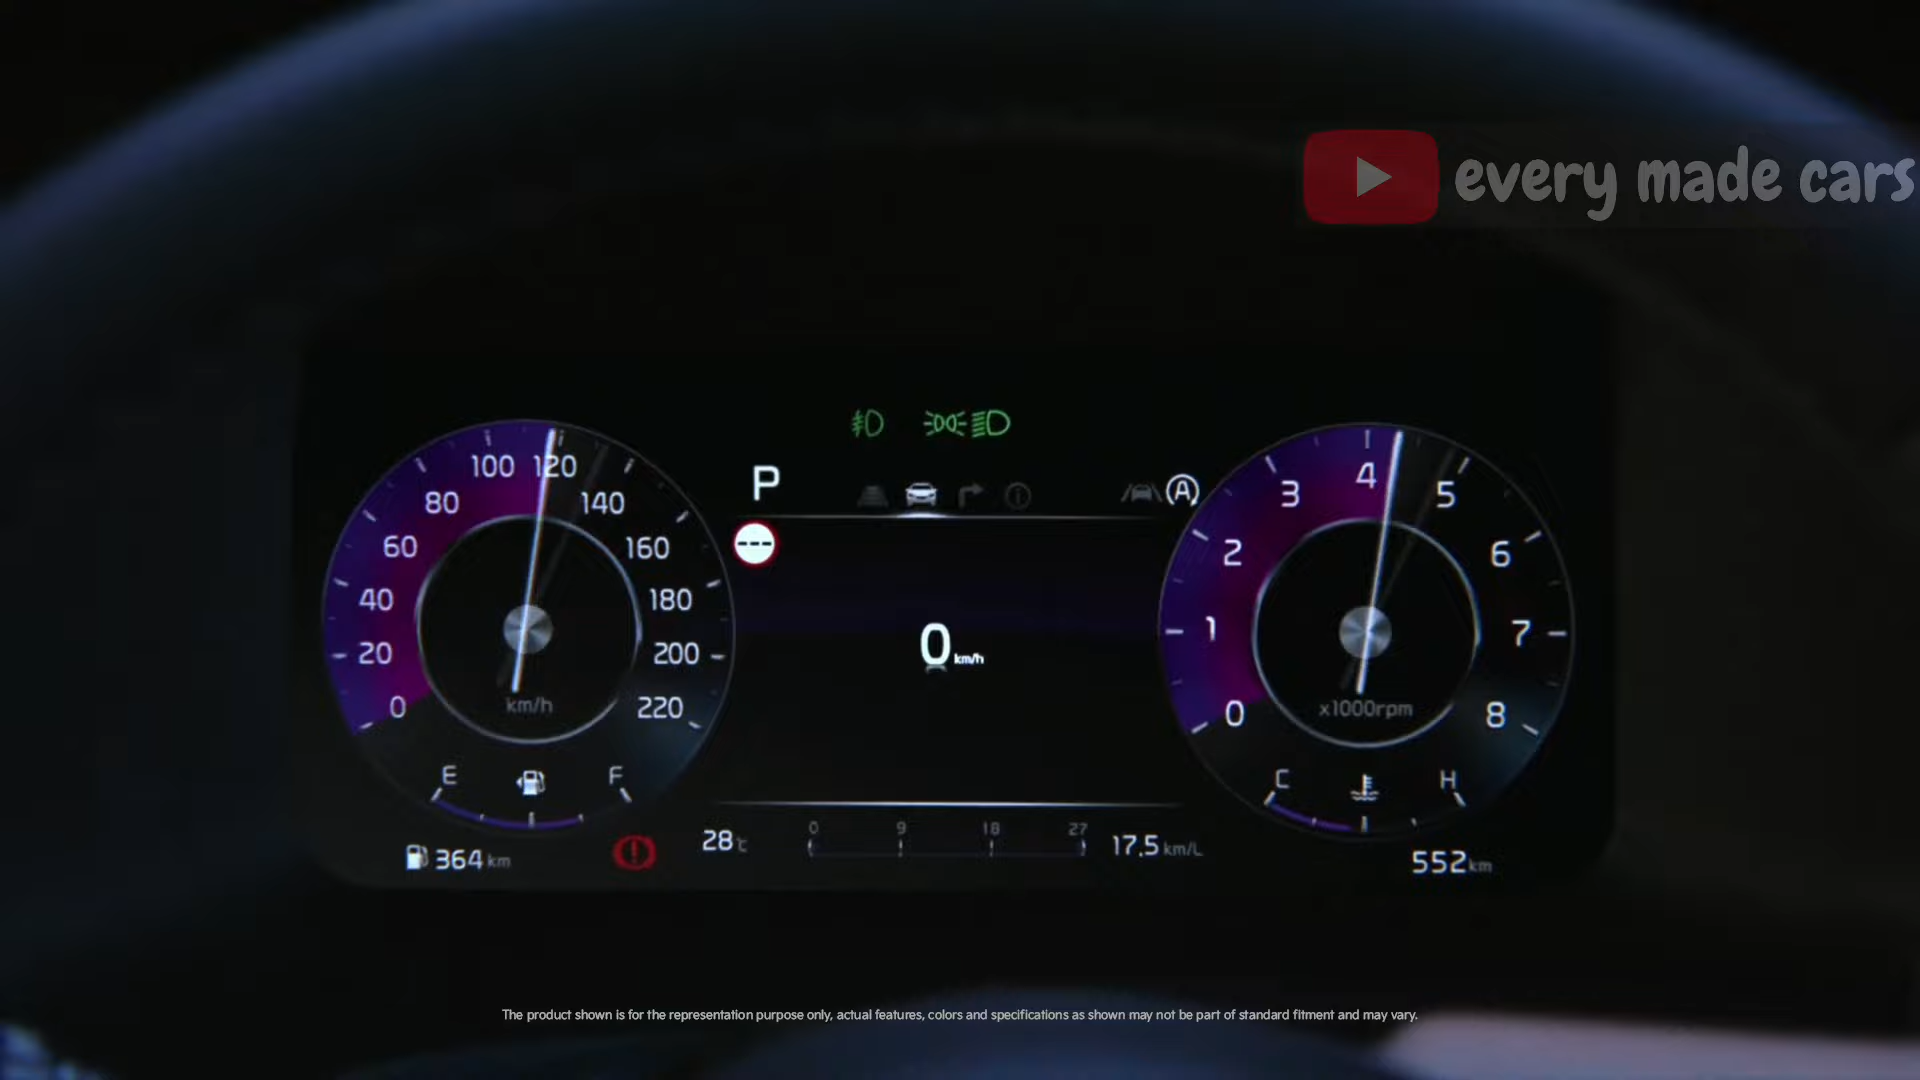 every made cars
P
A
0 km/h
0
20
40
60
80
100
120
140
160
180
200
220
km/h
E
F
364 km
28°C
0 9 18 27
17.5 km/L
0
1
2
3
4
5
6
7
8
x1000rpm
C
H
552 km
The product shown is for the representation purpose only, actual features, colors and specifications as shown may not be part of standard fitment and may vary.